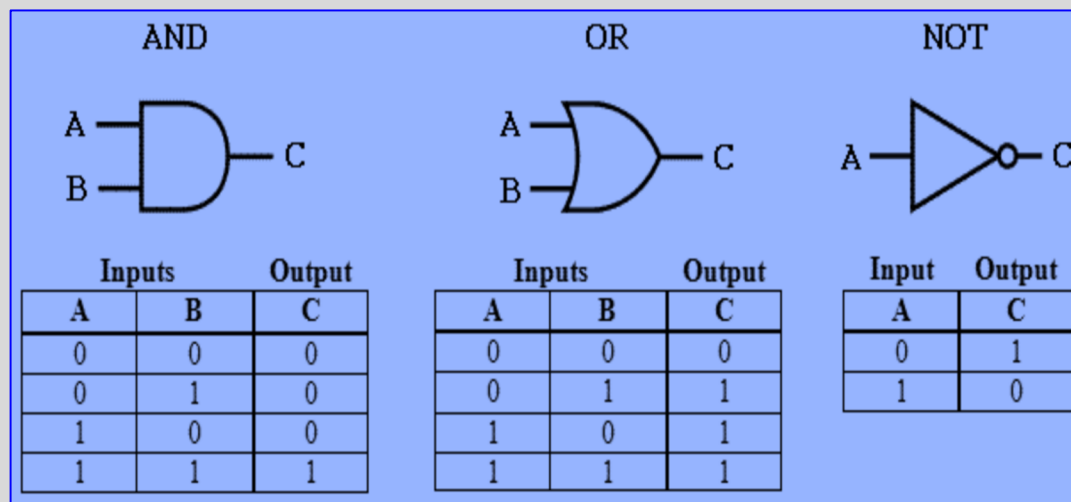 AND OR NOT
A A
C C A C
B B
Inputs Output Inputs Output Input Output
A B C A B C A C
0 0 0 0 0 0 0 1
0 1 0 0 1 1 1 0
1 0 0 1 0 1
1 1 1 1 1 1